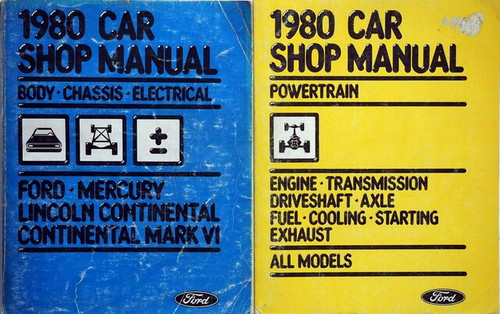 1980 CAR
SHOP MANUAL
BODY · CHASSIS · ELECTRICAL
FORD · MERCURY
LINCOLN CONTINENTAL
CONTINENTAL MARK VI
Ford
1980 CAR
SHOP MANUAL
POWERTRAIN
ENGINE · TRANSMISSION
DRIVESHAFT · AXLE
FUEL · COOLING · STARTING
EXHAUST
ALL MODELS
Ford